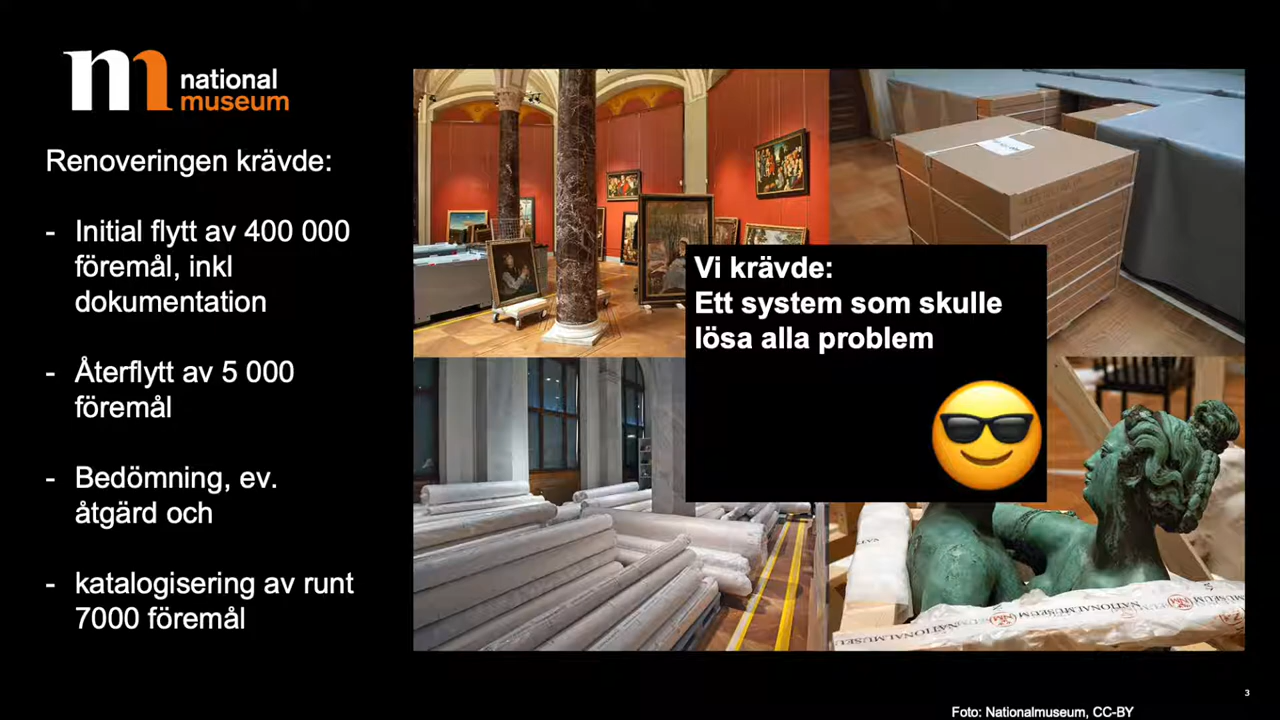 national
museum
Renoveringen krävde:
- Initial flytt av 400 000
föremål, inkl
dokumentation
- Återflytt av 5 000
föremål
- Bedömning, ev.
åtgärd och
- katalogisering av runt
7000 föremål
Vi krävde:
Ett system som skulle
lösa alla problem
NATIONALMUSEUM
3
Foto: Nationalmuseum, CC-BY